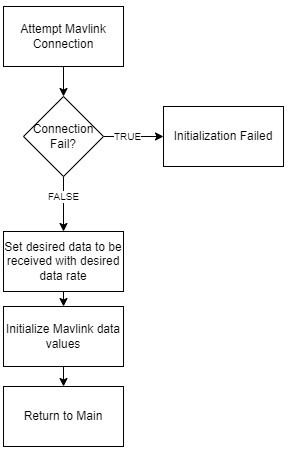 Attempt Mavlink
Connection
Connection
Fail?
TRUE
Initialization Failed
FALSE
Set desired data to be
received with desired
data rate
Initialize Mavlink data
values
Return to Main